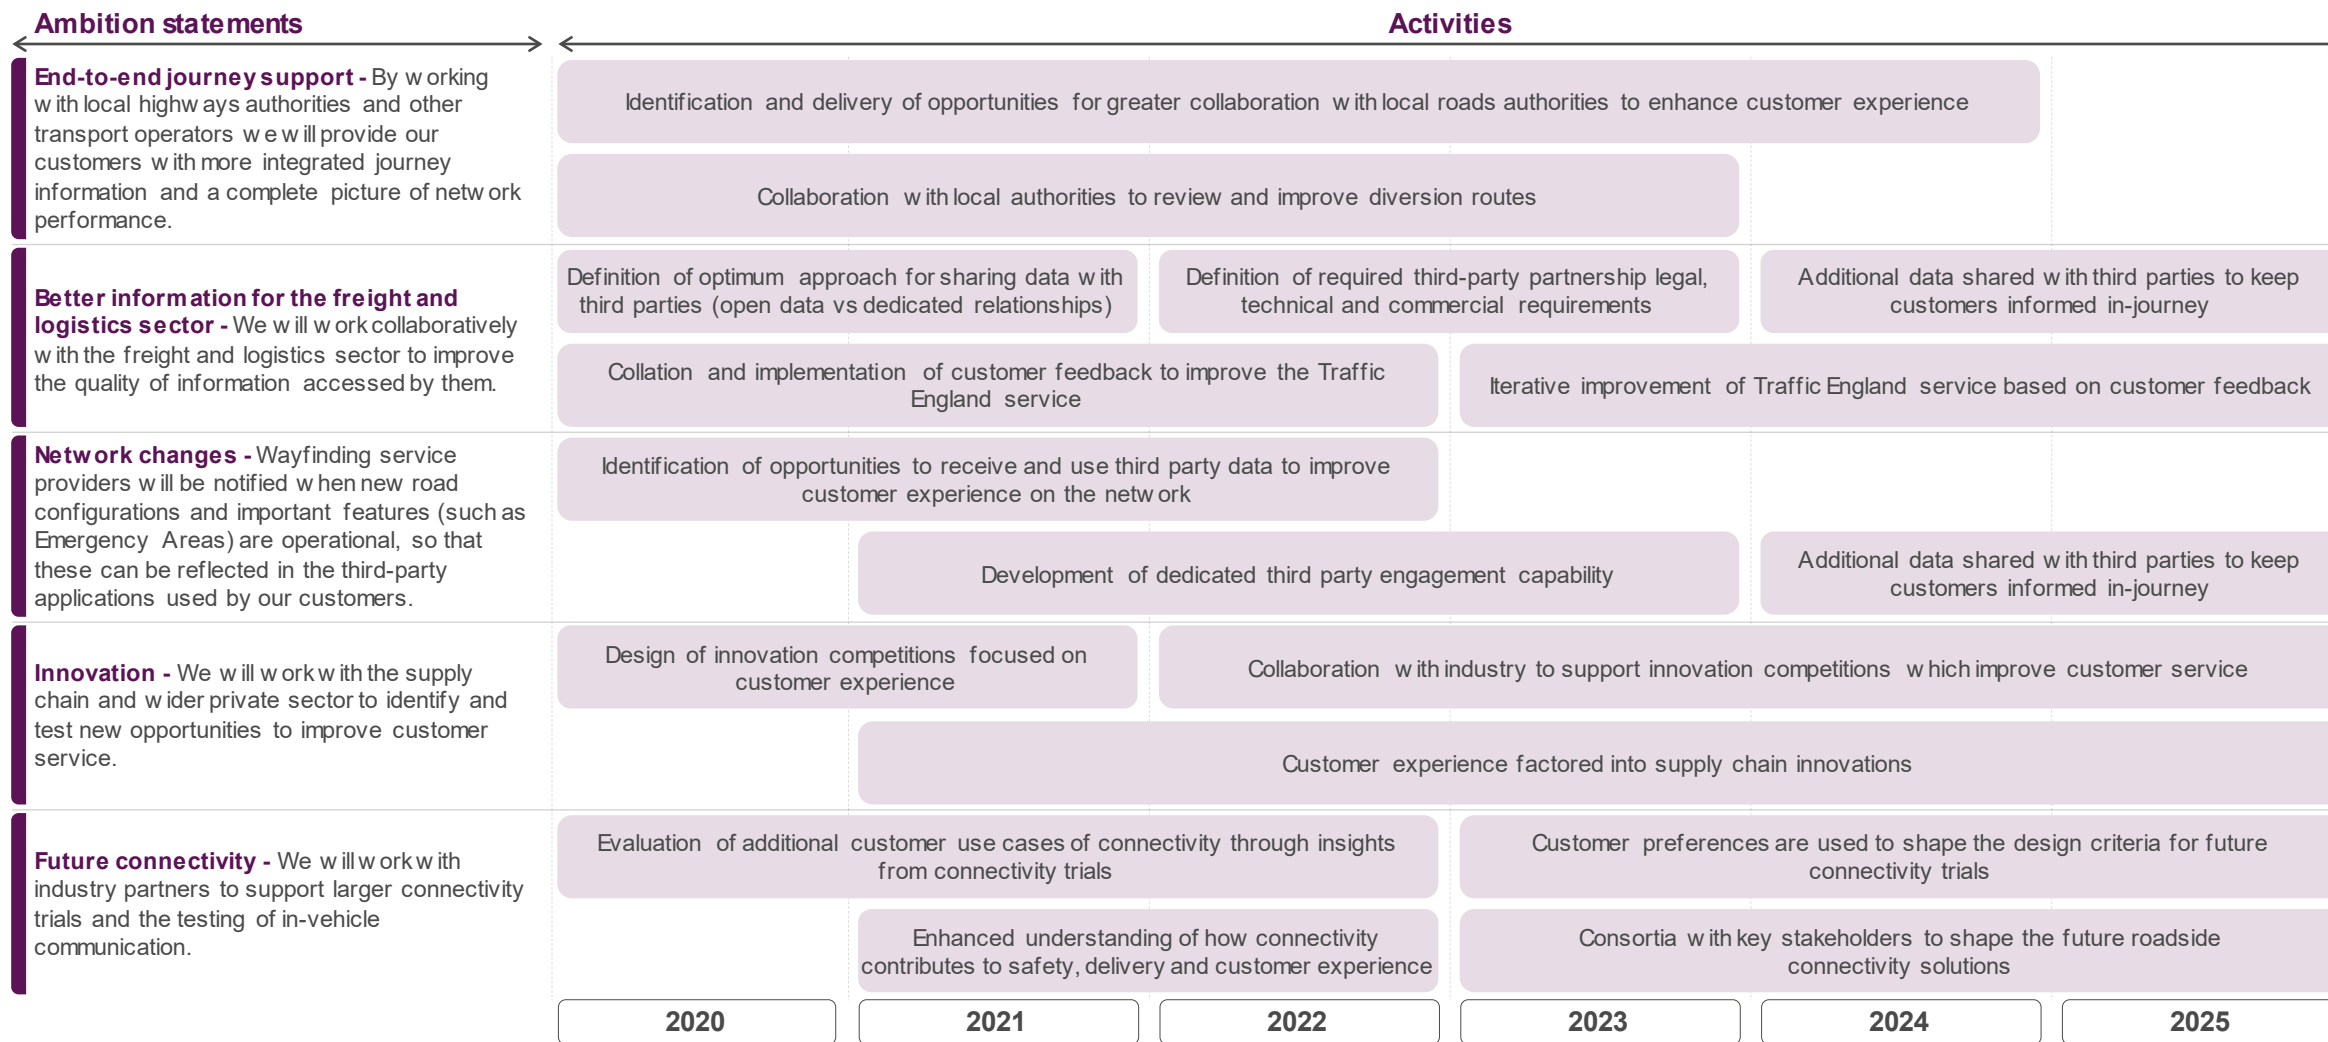 Ambition statements
Activities
End-to-end journey support - By working
with local highways authorities and other
transport operators we will provide our
customers with more integrated journey
information and a complete picture of network
performance.
Identification and delivery of opportunities for greater collaboration with local roads authorities to enhance customer experience
Collaboration with local authorities to review and improve diversion routes
Better information for the freight and
logistics sector - We will work collaboratively
with the freight and logistics sector to improve
the quality of information accessed by them.
Definition of optimum approach for sharing data with
third parties (open data vs dedicated relationships)
Definition of required third-party partnership legal,
technical and commercial requirements
Additional data shared with third parties to keep
customers informed in-journey
Collation and implementation of customer feedback to improve the Traffic
England service
Iterative improvement of Traffic England service based on customer feedback
Network changes - Wayfinding service
providers will be notified when new road
configurations and important features (such as
Emergency Areas) are operational, so that
these can be reflected in the third-party
applications used by our customers.
Identification of opportunities to receive and use third party data to improve
customer experience on the network
Development of dedicated third party engagement capability
Additional data shared with third parties to keep
customers informed in-journey
Innovation - We will work with the supply
chain and wider private sector to identify and
test new opportunities to improve customer
service.
Design of innovation competitions focused on
customer experience
Collaboration with industry to support innovation competitions which improve customer service
Customer experience factored into supply chain innovations
Future connectivity - We will work with
industry partners to support larger connectivity
trials and the testing of in-vehicle
communication.
Evaluation of additional customer use cases of connectivity through insights
from connectivity trials
Customer preferences are used to shape the design criteria for future
connectivity trials
Enhanced understanding of how connectivity
contributes to safety, delivery and customer experience
Consortia with key stakeholders to shape the future roadside
connectivity solutions
2020
2021
2022
2023
2024
2025